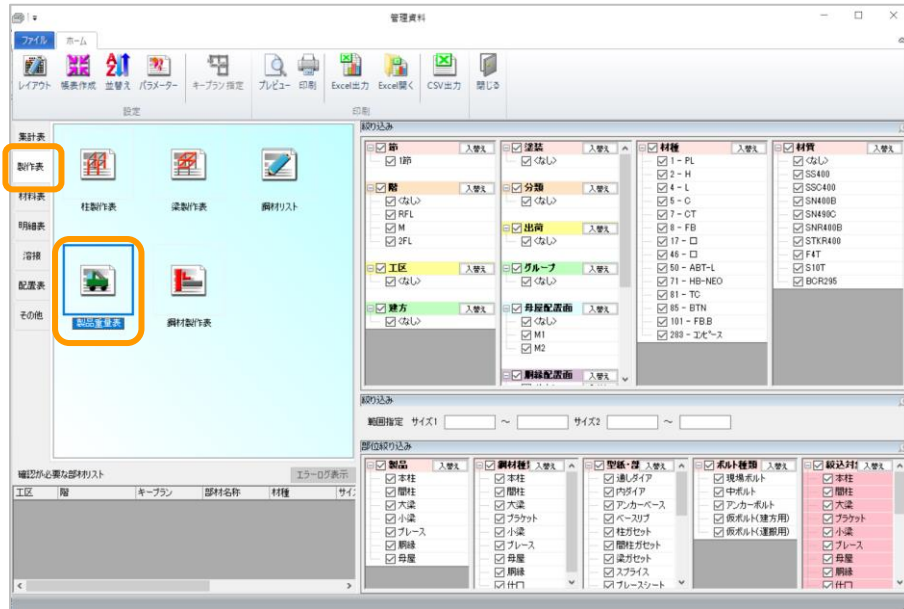 管理資料
ファイル ホーム
レイアウト 帳表作成 並替え パラメーター キープラン指定 プレビュー 印刷 Excel出力 Excel開く CSV出力 閉じる
設定 印刷
集計表
製作表
材料表
明細表
溶接
配置表
その他
柱製作表 梁製作表 鋼材リスト
製品重量表 鋼材製作表
絞り込み
節 入替え
1節
階 入替え
<なし>
RFL
M
2FL
工区 入替え
<なし>
建方 入替え
<なし>
塗装 入替え
<なし>
分類 入替え
<なし>
出荷 入替え
<なし>
グループ 入替え
<なし>
母屋配置面 入替え
<なし>
M1
M2
胴縁配置面 入替え
材種 入替え
1 - PL
2 - H
4 - L
5 - C
7 - CT
8 - FB
17 - □
46 - □
50 - ABT-L
71 - HB-NEO
81 - TC
85 - BTN
101 - FB.B
283 - エピース
材質 入替え
<なし>
SS400
SSC400
SN400B
SN490C
SNR400B
STKR400
F4T
S10T
BCR295
絞り込み
範囲指定 サイズ1 ～ サイズ2 ～
部位絞り込み
製品 入替え
本柱
間柱
大梁
小梁
ブレース
胴縁
母屋
鋼材種 入替え
本柱
間柱
大梁
ブラケット
小梁
ブレース
母屋
胴縁
仕口
型紙・部 入替え
通しダイア
内ダイア
アンカーベース
ベースリブ
柱ガセット
間柱ガセット
梁ガセット
スプライス
ブレースシート
ボルト種類 入替え
現場ボルト
中ボルト
アンカーボルト
仮ボルト(建方用)
仮ボルト(運搬用)
絞込対 入替え
本柱
間柱
大梁
ブラケット
小梁
ブレース
母屋
胴縁
仕口
確認が必要な部材リスト エラーログ表示
工区 階 キープラン 部材名称 材種 サイズ